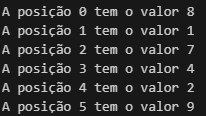 A posição 0 tem o valor 8
A posição 1 tem o valor 1
A posição 2 tem o valor 7
A posição 3 tem o valor 4
A posição 4 tem o valor 2
A posição 5 tem o valor 9